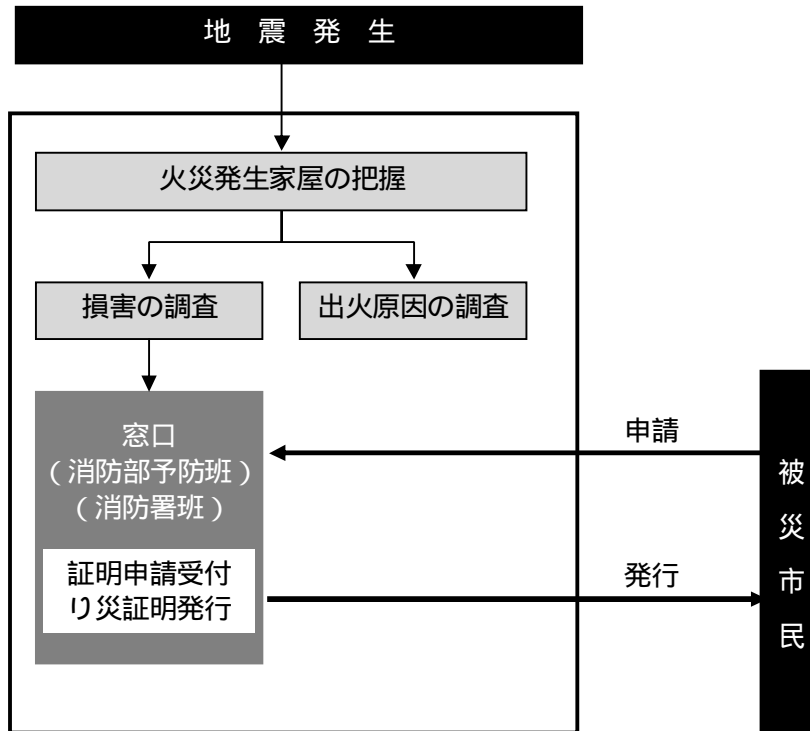 地 震 発 生
火災発生家屋の把握
損害の調査
出火原因の調査
窓口
（消防部予防班）
（消防署班）
証明申請受付
り災証明発行
申請
発行
被災市民